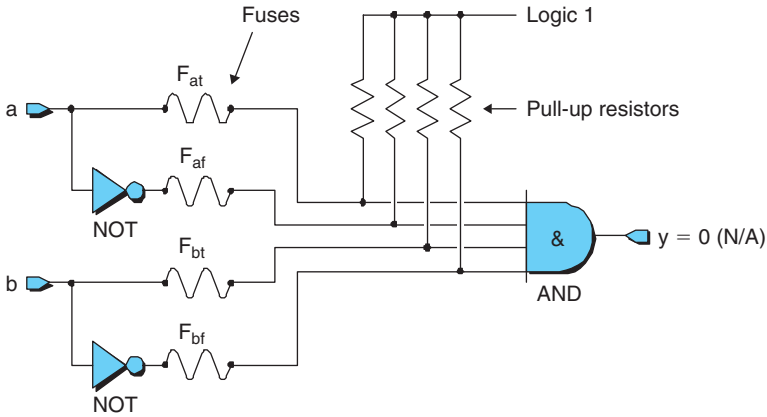 Fuses
Logic 1
Fat
a
Pull-up resistors
Faf
NOT
&
y = 0 (N/A)
Fbt
b
AND
Fbf
NOT